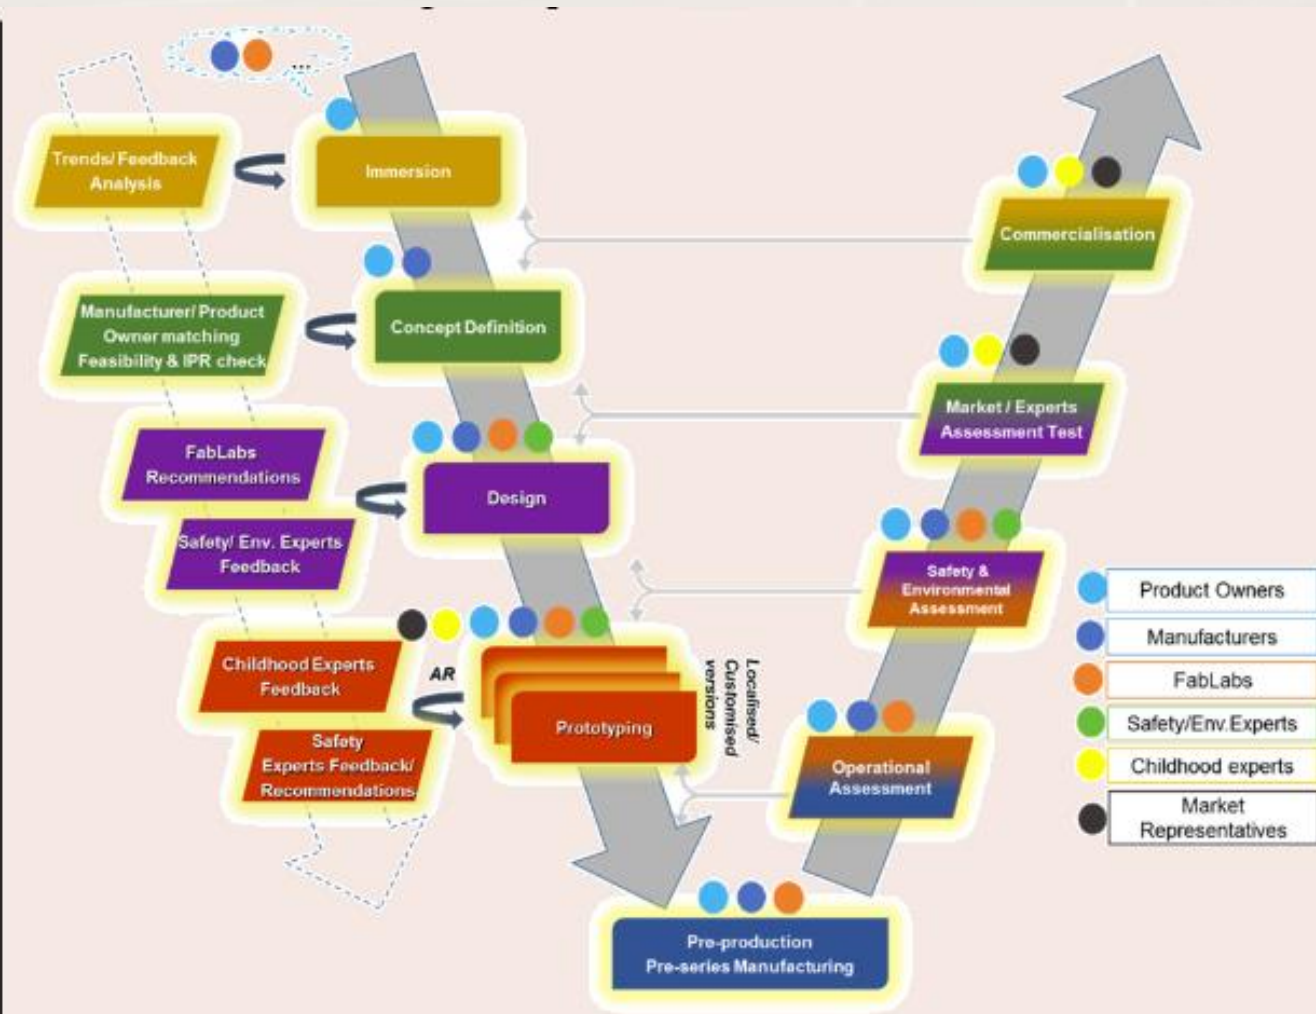 ...
Trends/ Feedback
Analysis
Immersion
Commercialisation
Manufacturer/ Product
Owner matching
Feasibility & IPR check
Concept Definition
Market / Experts
Assessment Test
FabLabs
Recommendations
Design
Safety/ Env. Experts
Feedback
Safety &
Environmental
Assessment
Product Owners
Manufacturers
FabLabs
Safety/Env.Experts
Childhood experts
Market
Representatives
Childhood Experts
Feedback
AR
Prototyping
Localised/
Customised
versions
Safety
Experts Feedback/
Recommendations
Operational
Assessment
Pre-production
Pre-series Manufacturing